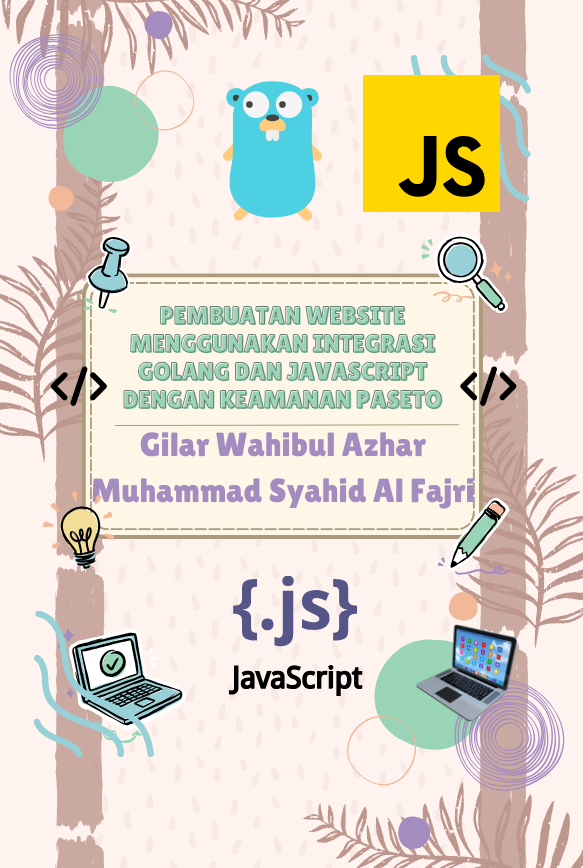 JS
PEMBUATAN WEBSITE
MENGGUNAKAN INTEGRASI
GOLANG DAN JAVASCRIPT
DENGAN KEAMANAN PASETO
</> </>
Gilar Wahibul Azhar
Muhammad Syahid Al Fajri
{.js}
JavaScript